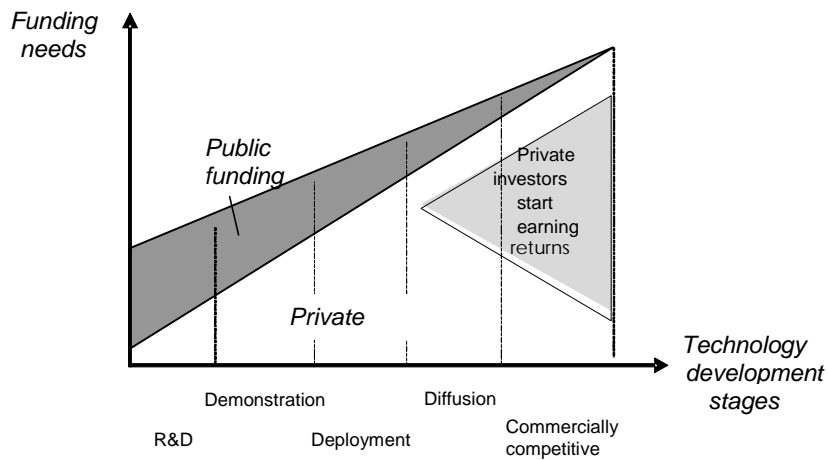 Funding
needs
Public
funding
Private
investors
start
earning
returns
Private
Technology
development
stages
Demonstration
Diffusion
R&D
Deployment
Commercially
competitive